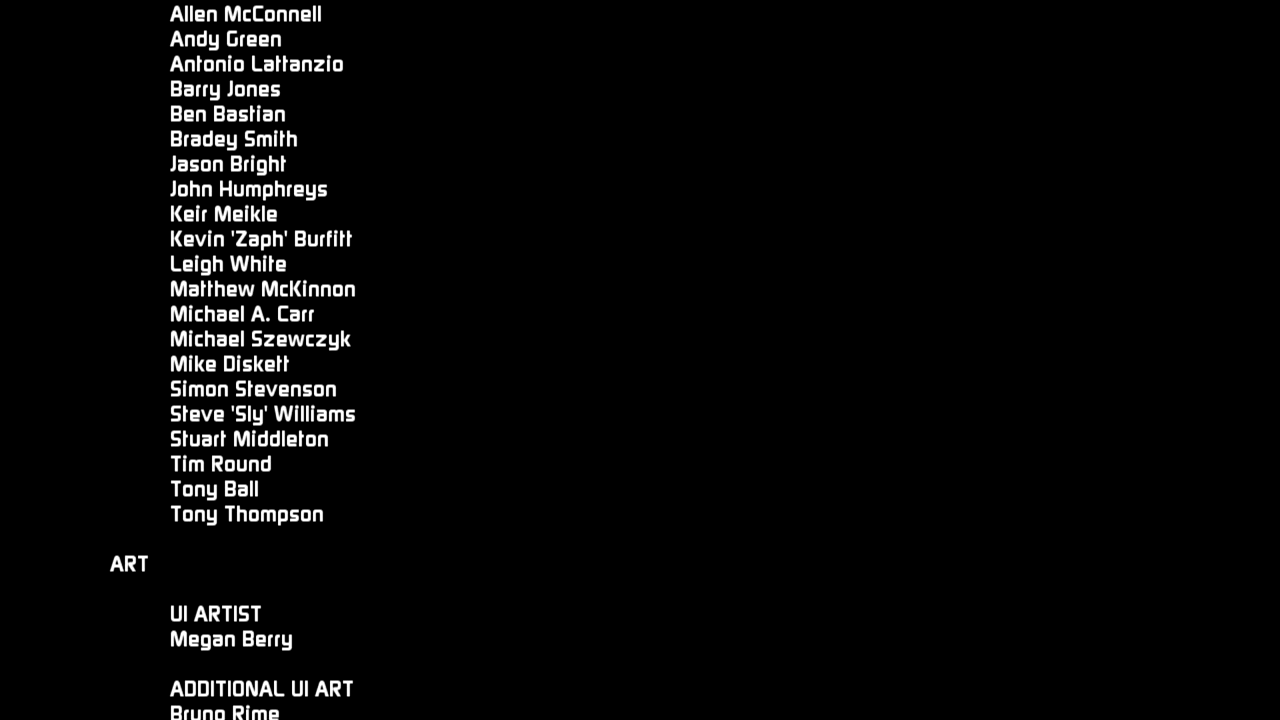 Allen McConnell
Andy Green
Antonio Lattanzio
Barry Jones
Ben Bastian
Bradey Smith
Jason Bright
John Humphreys
Keir Meikle
Kevin 'Zaph' Burfitt
Leigh White
Matthew McKinnon
Michael A. Carr
Michael Szewczyk
Mike Diskett
Simon Stevenson
Steve 'Sly' Williams
Stuart Middleton
Tim Round
Tony Ball
Tony Thompson
ART
UI ARTIST
Megan Berry
ADDITIONAL UI ART
Bruno Rime